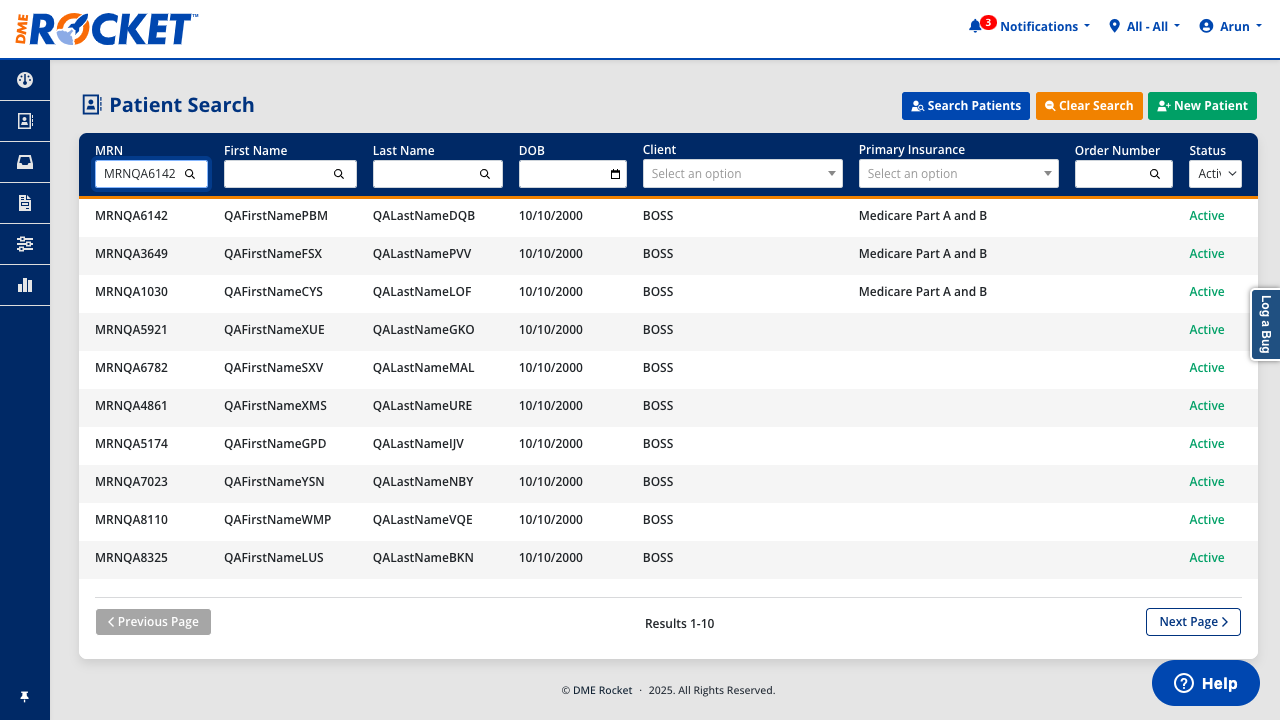 DME ROCKET™
3 Notifications All - All Arun
Patient Search
Search Patients Clear Search New Patient
MRN First Name Last Name DOB Client Primary Insurance Order Number Status
MRNQA6142 Select an option Select an option Acti
MRNQA6142 QAFirstNamePBM QALastNameDQB 10/10/2000 BOSS Medicare Part A and B Active
MRNQA3649 QAFirstNameFSX QALastNamePVV 10/10/2000 BOSS Medicare Part A and B Active
MRNQA1030 QAFirstNameCYS QALastNameLOF 10/10/2000 BOSS Medicare Part A and B Active
MRNQA5921 QAFirstNameXUE QALastNameGKO 10/10/2000 BOSS Active
MRNQA6782 QAFirstNameSXV QALastNameMAL 10/10/2000 BOSS Active
MRNQA4861 QAFirstNameXMS QALastNameURE 10/10/2000 BOSS Active
MRNQA5174 QAFirstNameGPD QALastNameIJV 10/10/2000 BOSS Active
MRNQA7023 QAFirstNameYSN QALastNameNBY 10/10/2000 BOSS Active
MRNQA8110 QAFirstNameWMP QALastNameVQE 10/10/2000 BOSS Active
MRNQA8325 QAFirstNameLUS QALastNameBKN 10/10/2000 BOSS Active
Log a Bug
Previous Page Results 1-10 Next Page
© DME Rocket · 2025. All Rights Reserved.
Help